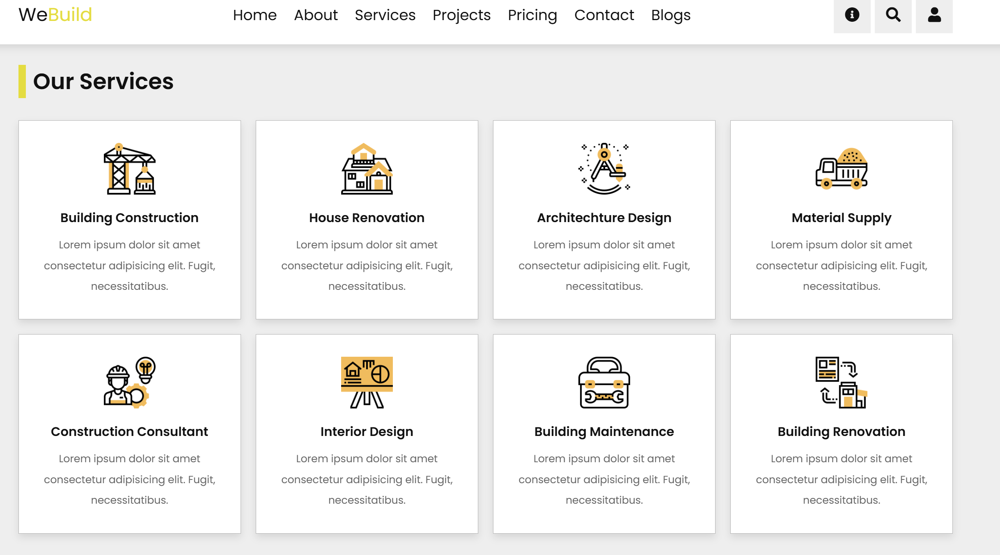 WeBuild
Home About Services Projects Pricing Contact Blogs
Our Services
Building Construction
Lorem ipsum dolor sit amet
consectetur adipisicing elit. Fugit,
necessitatibus.
House Renovation
Lorem ipsum dolor sit amet
consectetur adipisicing elit. Fugit,
necessitatibus.
Architechture Design
Lorem ipsum dolor sit amet
consectetur adipisicing elit. Fugit,
necessitatibus.
Material Supply
Lorem ipsum dolor sit amet
consectetur adipisicing elit. Fugit,
necessitatibus.
Construction Consultant
Lorem ipsum dolor sit amet
consectetur adipisicing elit. Fugit,
necessitatibus.
Interior Design
Lorem ipsum dolor sit amet
consectetur adipisicing elit. Fugit,
necessitatibus.
Building Maintenance
Lorem ipsum dolor sit amet
consectetur adipisicing elit. Fugit,
necessitatibus.
Building Renovation
Lorem ipsum dolor sit amet
consectetur adipisicing elit. Fugit,
necessitatibus.